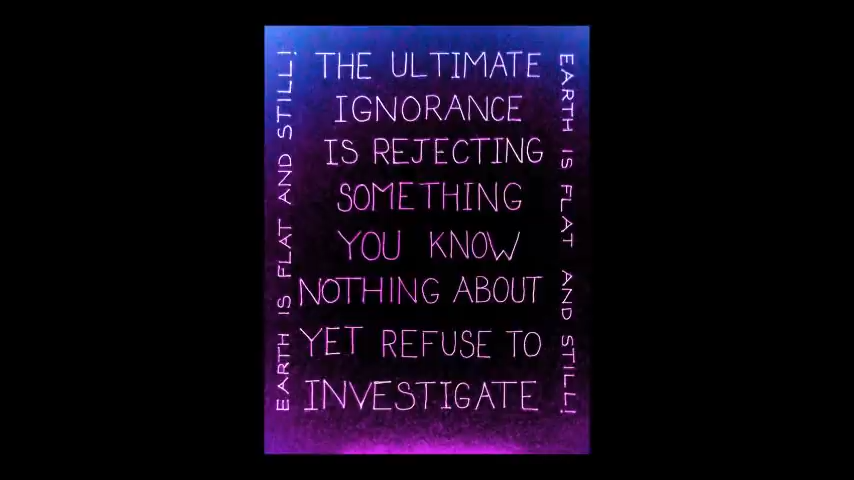 EARTH IS FLAT AND STILL!
THE ULTIMATE
IGNORANCE
IS REJECTING
SOMETHING
YOU KNOW
NOTHING ABOUT
YET REFUSE TO
INVESTIGATE
EARTH IS FLAT AND STILL!